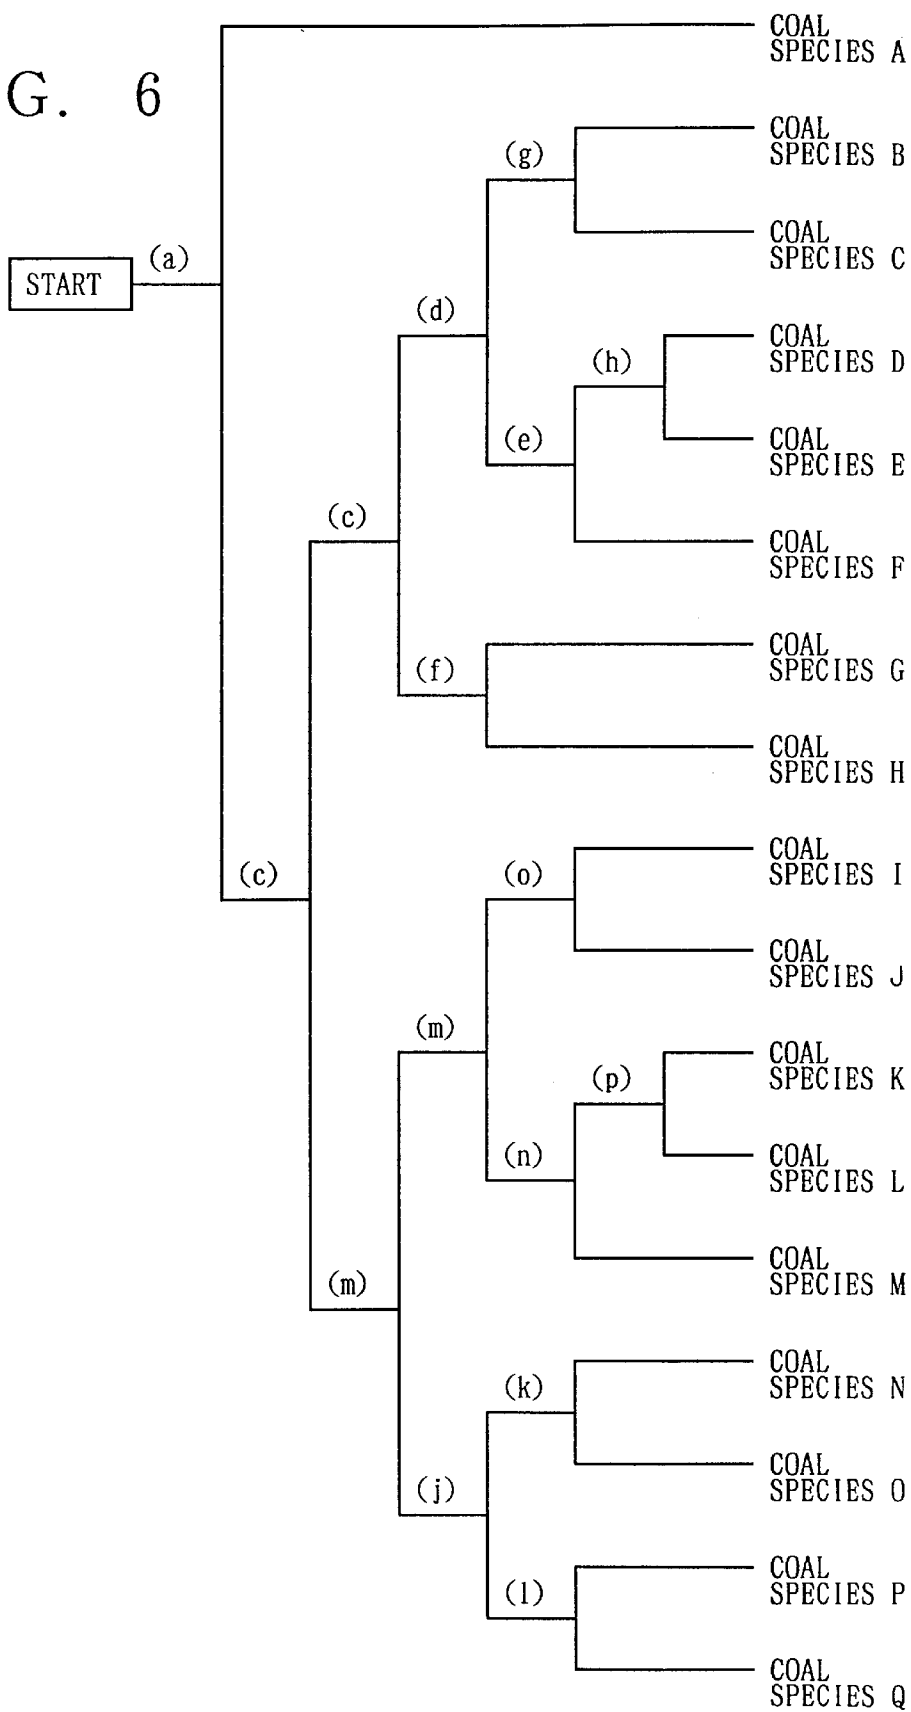 COAL
SPECIES A
G. 6
COAL
SPECIES B
(g)
COAL
SPECIES C
(a)
START
(d)
COAL
SPECIES D
(h)
COAL
SPECIES E
(e)
(c)
COAL
SPECIES F
COAL
SPECIES G
(f)
COAL
SPECIES H
COAL
SPECIES I
(c)
(o)
COAL
SPECIES J
(m)
COAL
SPECIES K
(p)
COAL
SPECIES L
(n)
COAL
SPECIES M
(m)
COAL
SPECIES N
(k)
COAL
SPECIES O
(j)
COAL
SPECIES P
(l)
COAL
SPECIES Q